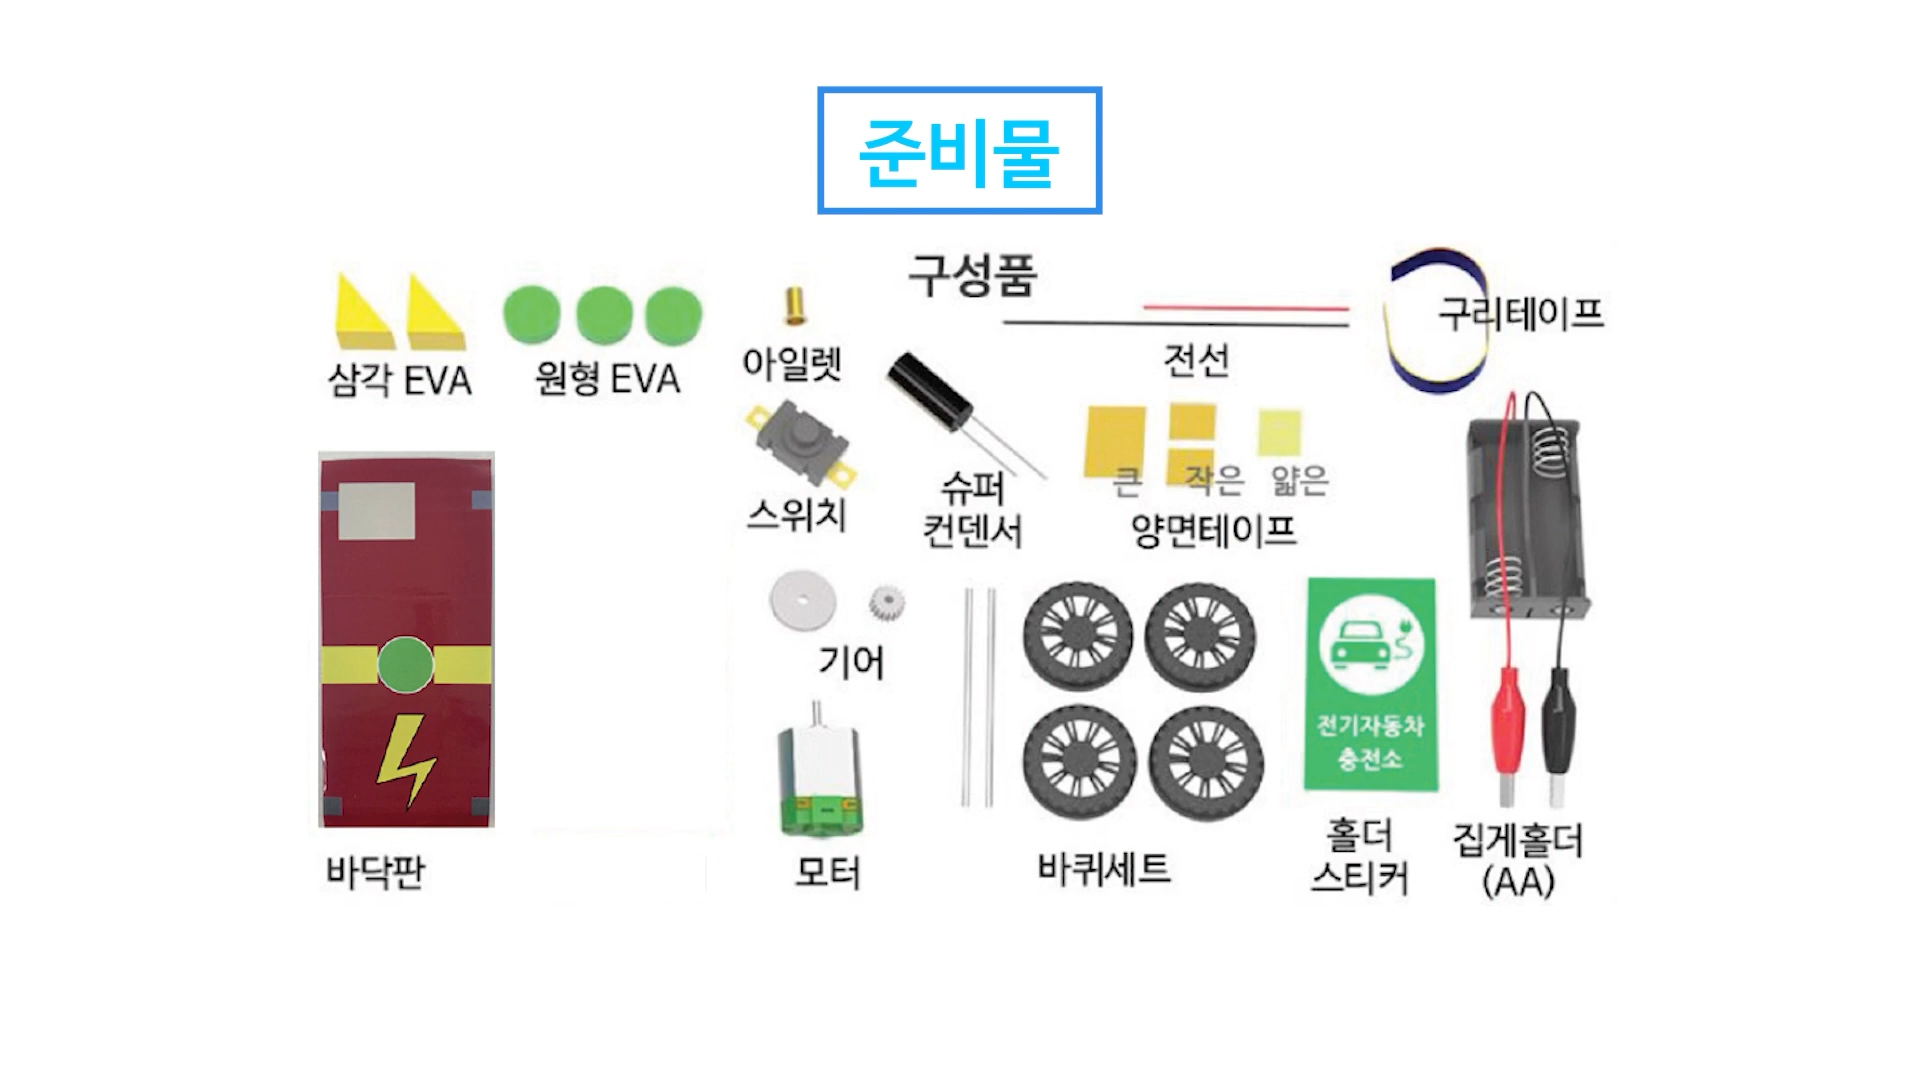 준비물
구성품
삼각 EVA
원형 EVA
아일렛
전선
구리테이프
스위치
슈퍼
컨덴서
큰 작은 얇은
양면테이프
기어
전기자동차
충전소
바닥판
모터
바퀴세트
홀더
스티커
집게홀더
(AA)